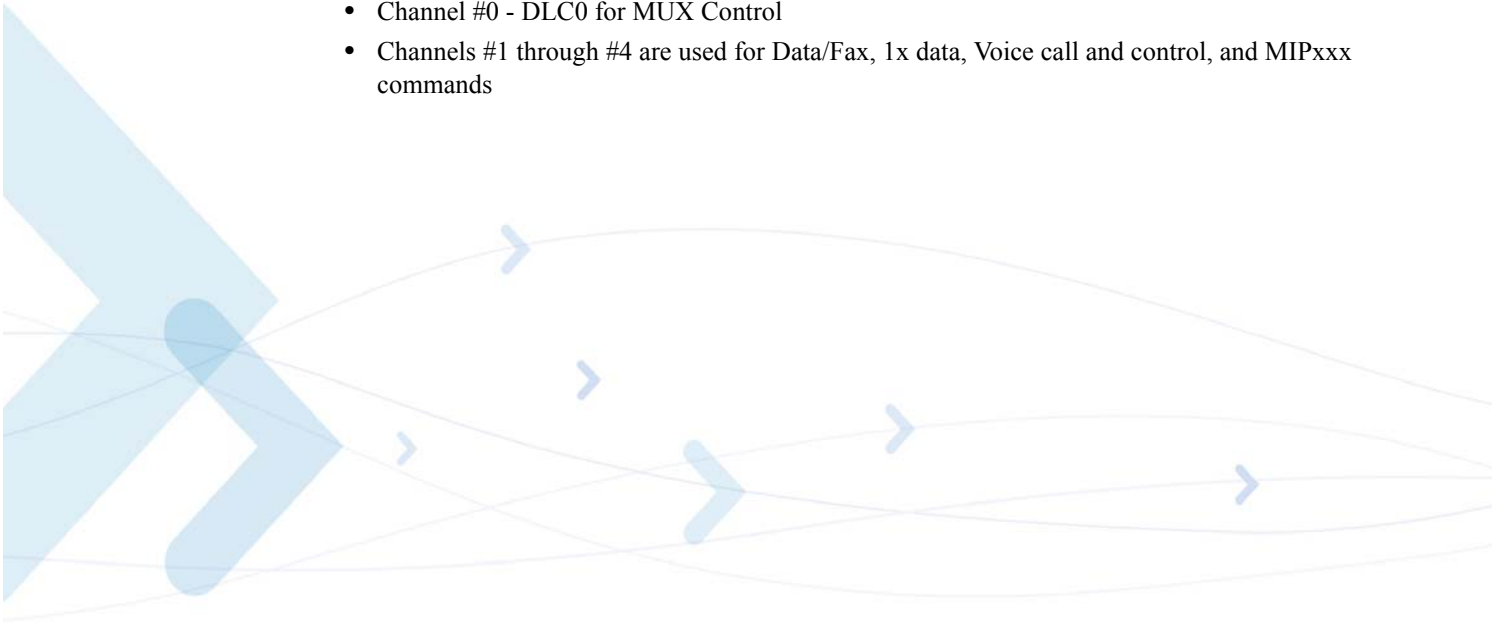 • Channel #0 - DLC0 for MUX Control
• Channels #1 through #4 are used for Data/Fax, 1x data, Voice call and control, and MIPxxx
commands